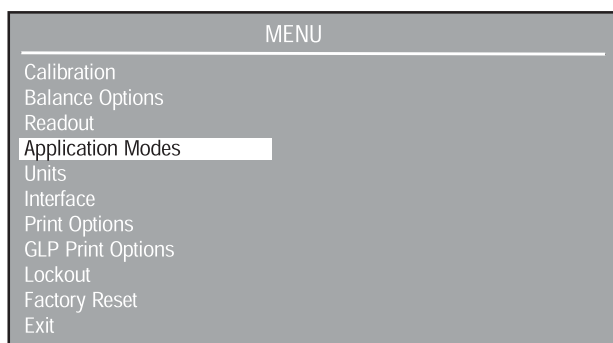 MENU
Calibration
Balance Options
Readout
Application Modes
Units
Interface
Print Options
GLP Print Options
Lockout
Factory Reset
Exit